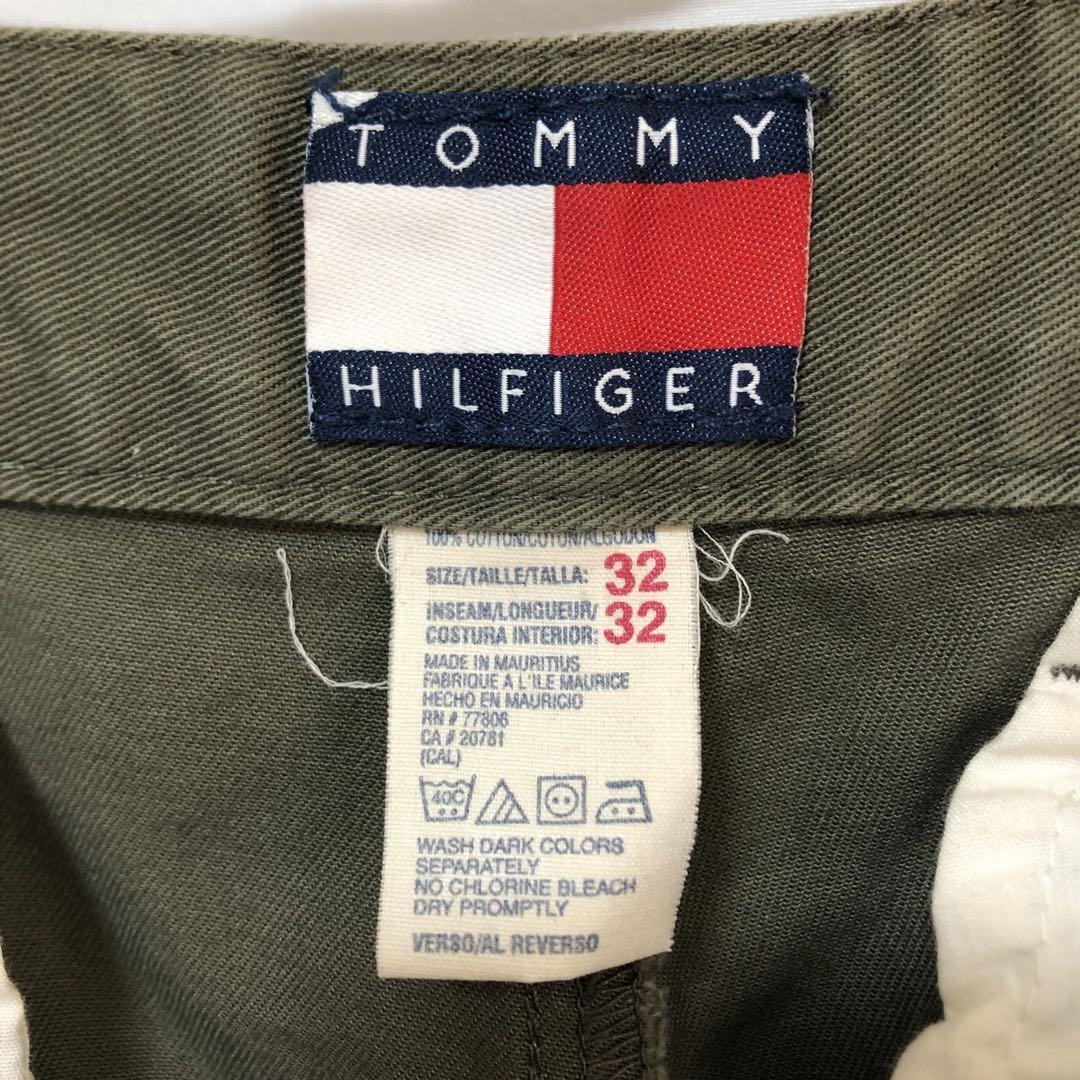 TOMMY
HILFIGER
100% COTTON/COTON/ALGODON
SIZE/TAILLE/TALLA: 32
INSEAM/LONGUEUR/
COSTURA INTERIOR: 32
MADE IN MAURITIUS
FABRIQUE A L'ILE MAURICE
HECHO EN MAURICIO
RN # 77806
CA # 20781
(CAL)
40C
WASH DARK COLORS
SEPARATELY
NO CHLORINE BLEACH
DRY PROMPTLY
VERSO/AL REVERSO